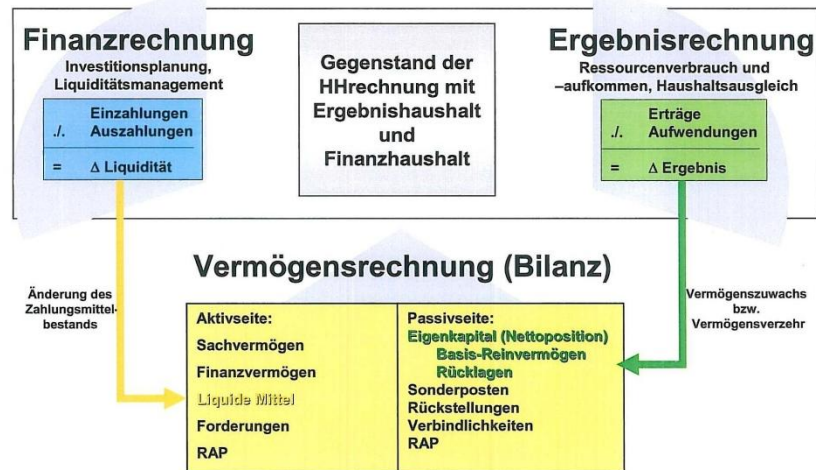 Finanzrechnung
Investitionsplanung,
Liquiditätsmanagement
Einzahlungen
./. Auszahlungen
= Δ Liquidität
Gegenstand der
HHrechnung mit
Ergebnishaushalt
und
Finanzhaushalt
Ergebnisrechnung
Ressourcenverbrauch und
–aufkommen, Haushaltsausgleich
Erträge
./. Aufwendungen
= Δ Ergebnis
Vermögensrechnung (Bilanz)
Änderung des
Zahlungsmittel-
bestands
Aktivseite:
Sachvermögen
Finanzvermögen
Liquide Mittel
Forderungen
RAP
Passivseite:
Eigenkapital (Nettoposition)
Basis-Reinvermögen
Rücklagen
Sonderposten
Rückstellungen
Verbindlichkeiten
RAP
Vermögenszuwachs
bzw.
Vermögensverzehr